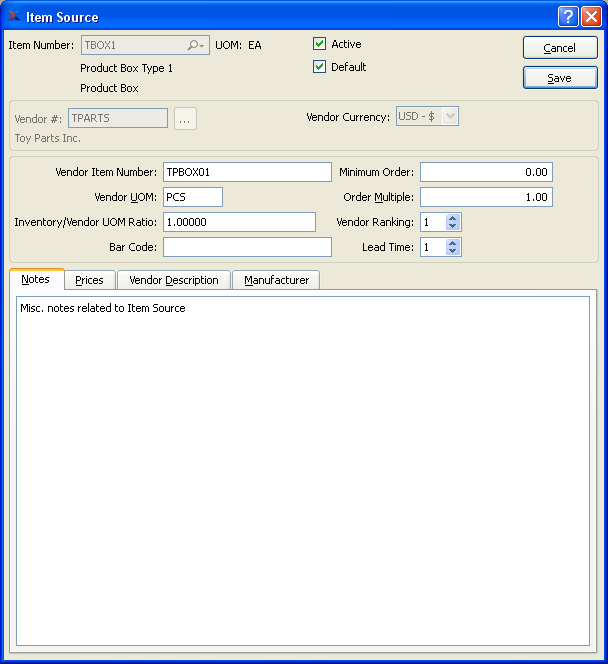 Item Source
Item Number: TBOX1 UOM: EA Active Cancel
Product Box Type 1 Default
Product Box Save
Vendor #: TPARTS ... Vendor Currency: USD - $
Toy Parts Inc.
Vendor Item Number: TPBOX01 Minimum Order: 0.00
Vendor UOM: PCS Order Multiple: 1.00
Inventory/Vendor UOM Ratio: 1.00000 Vendor Ranking: 1
Bar Code: Lead Time: 1
Notes Prices Vendor Description Manufacturer
Misc. notes related to Item Source